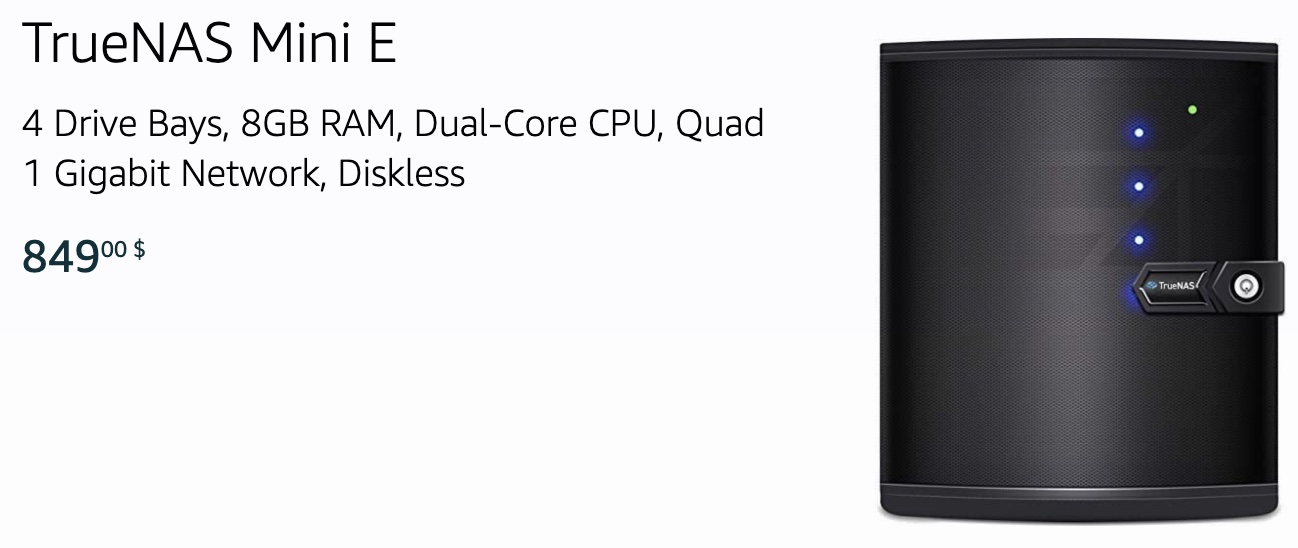 TrueNAS Mini E
4 Drive Bays, 8GB RAM, Dual-Core CPU, Quad
1 Gigabit Network, Diskless
849⁰⁰ $
TrueNAS